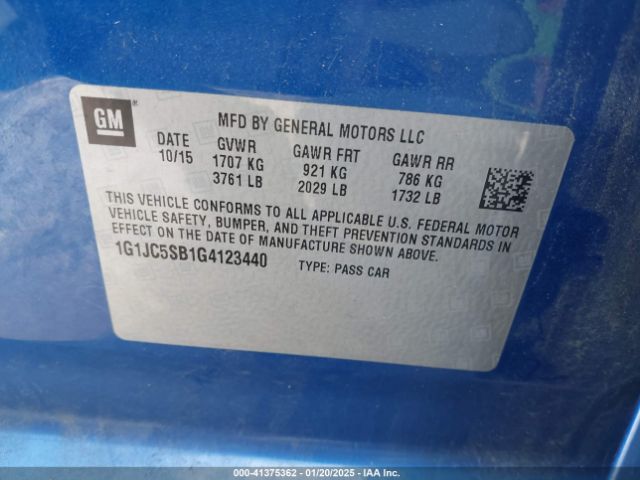 GM
MFD BY GENERAL MOTORS LLC
DATE GVWR GAWR FRT GAWR RR
10/15 1707 KG 921 KG 786 KG
3761 LB 2029 LB 1732 LB
THIS VEHICLE CONFORMS TO ALL APPLICABLE U.S. FEDERAL MOTOR
VEHICLE SAFETY, BUMPER, AND THEFT PREVENTION STANDARDS IN
EFFECT ON THE DATE OF MANUFACTURE SHOWN ABOVE.
1G1JC5SB1G4123440 TYPE: PASS CAR
000-41375362 - 01/20/2025 - IAA Inc.